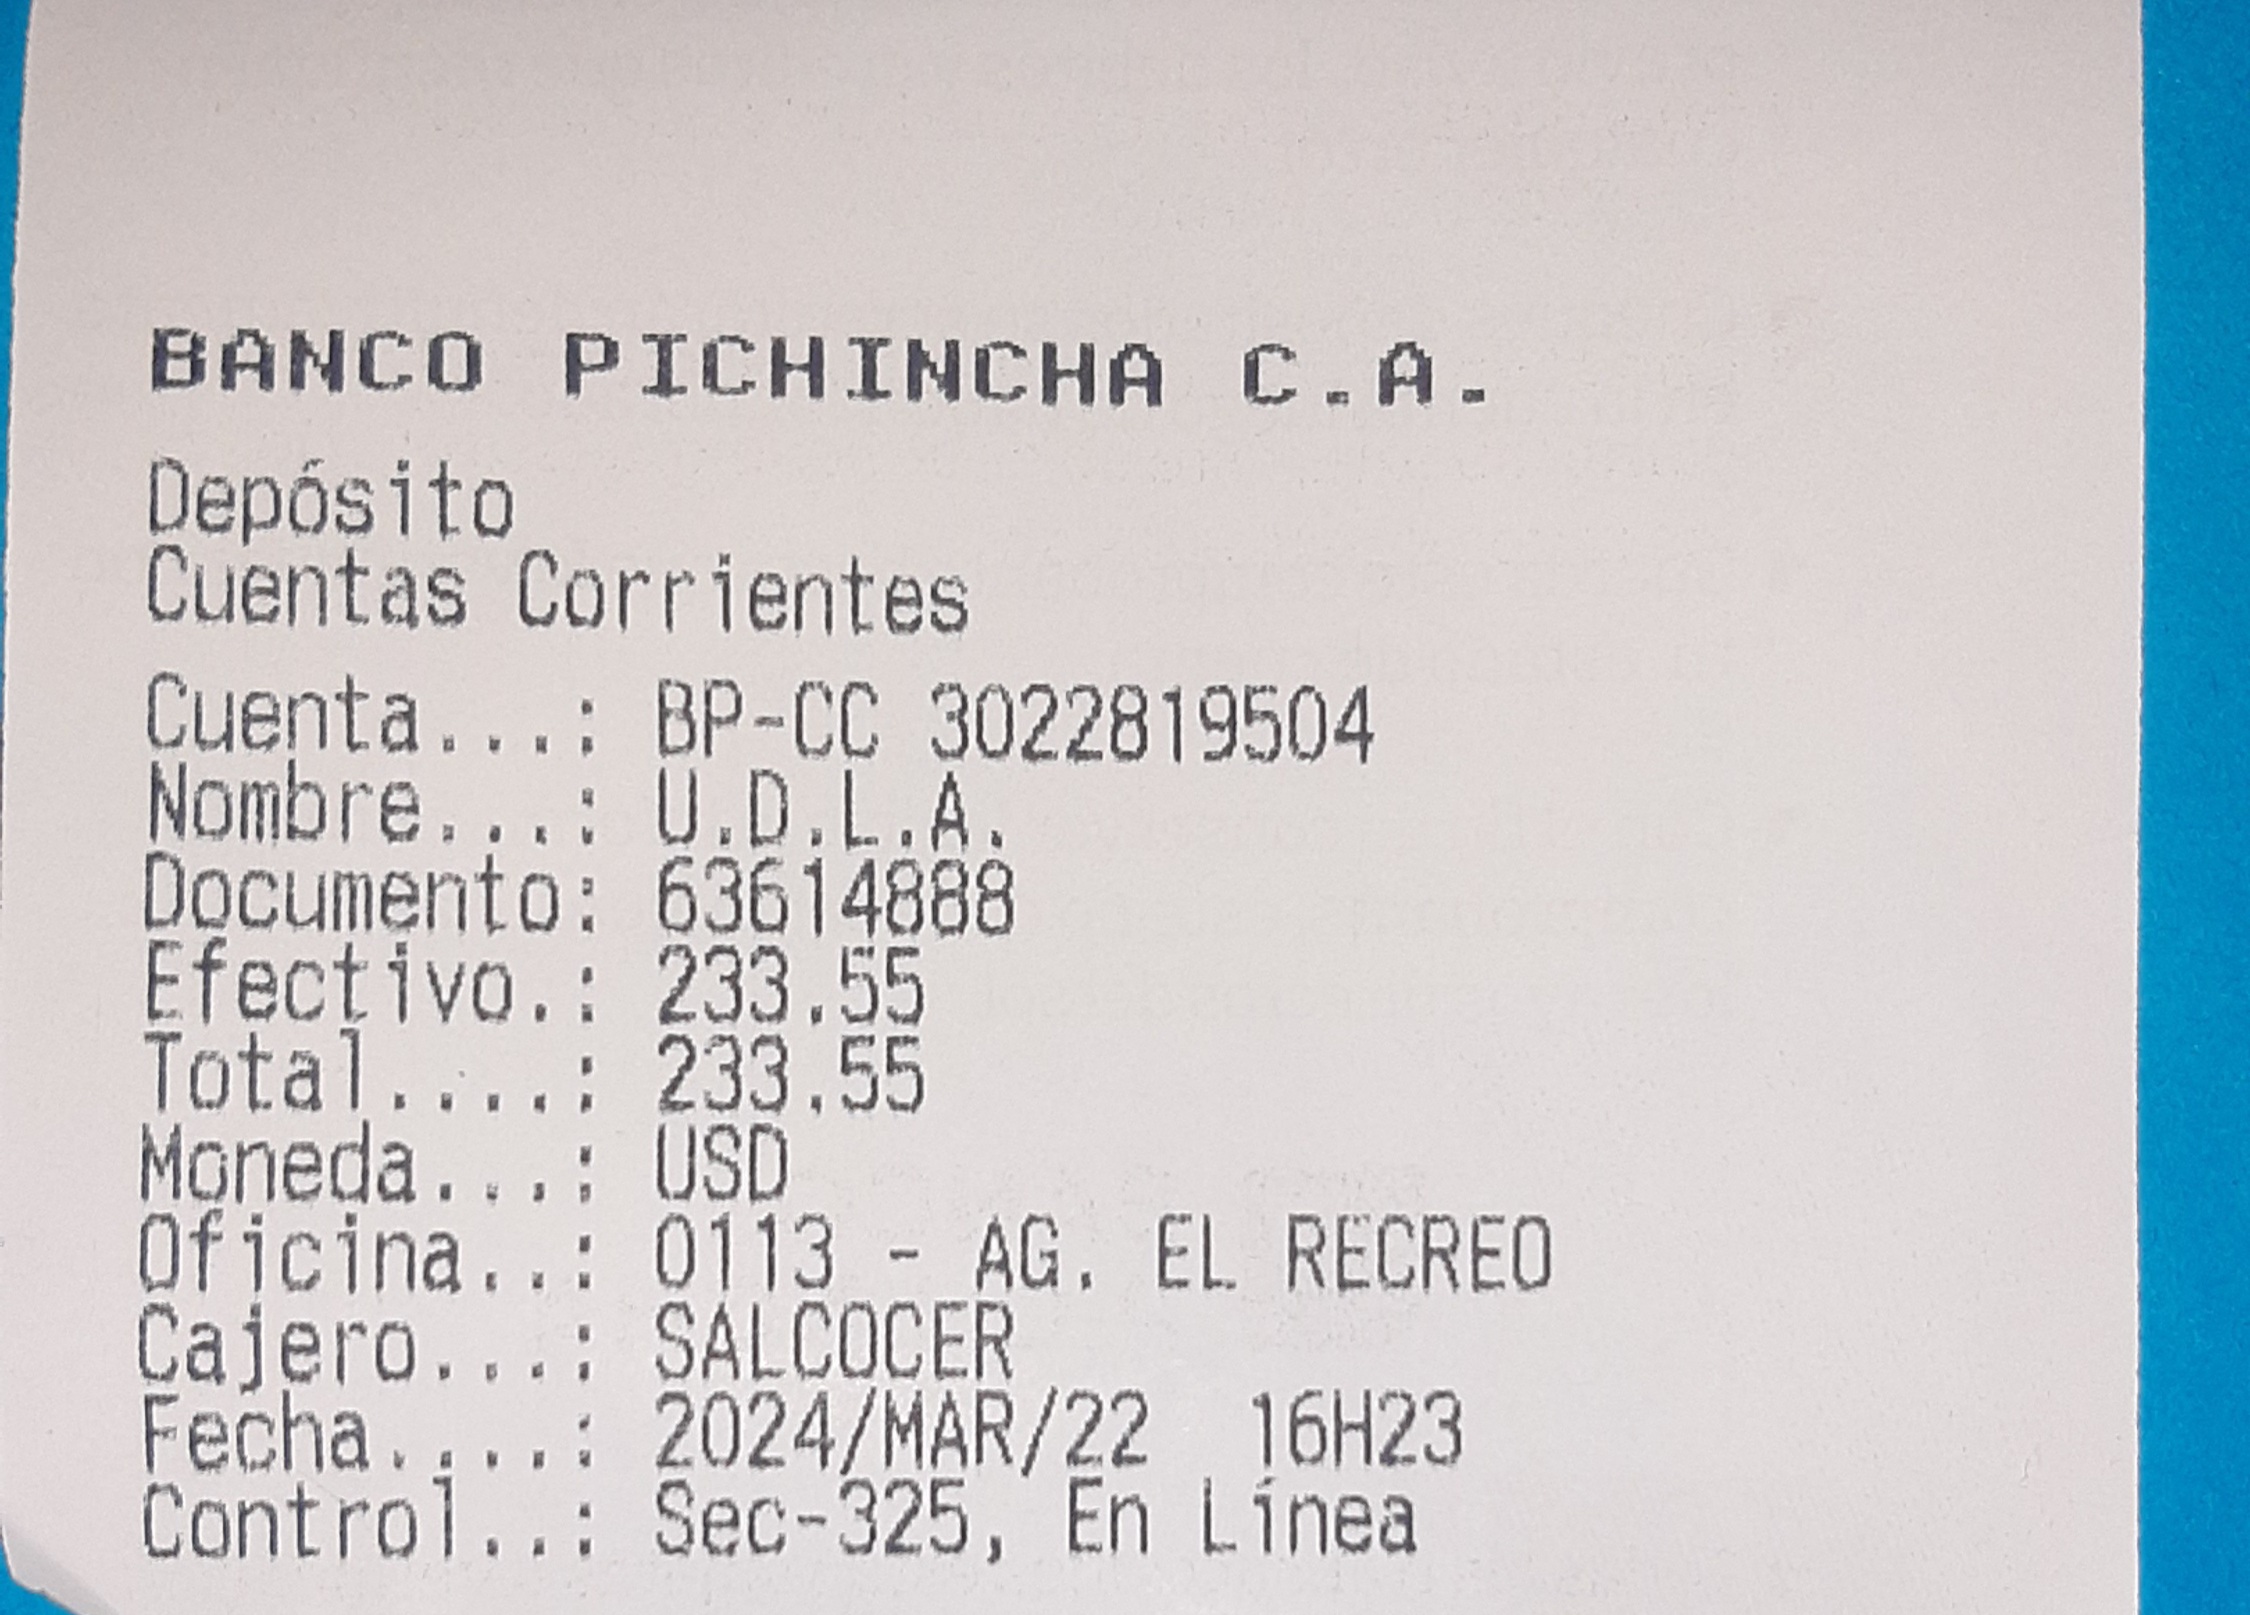 BANCO PICHINCHA C.A.
Depósito
Cuentas Corrientes
Cuenta...: BP-CC 3022819504
Nombre...: U.D.L.A.
Documento: 63614888
Efectivo.: 233.55
Total....: 233.55
Moneda...: USD
Oficina..: 0113 - AG. EL RECREO
Cajero...: SALCOCER
Fecha....: 2024/MAR/22  16H23
Control..: Sec-325, En Línea